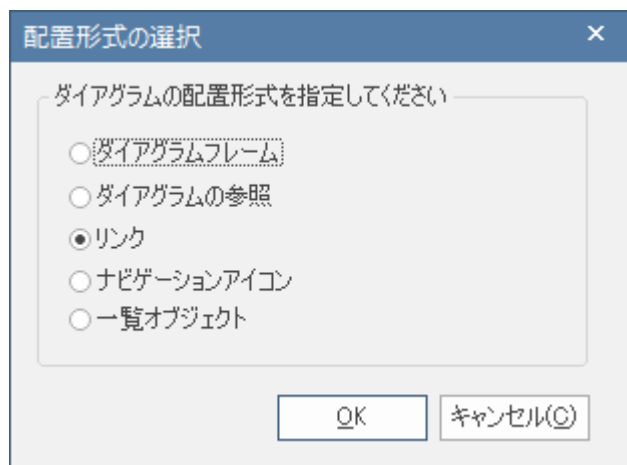 配置形式の選択
ダイアグラムの配置形式を指定してください
ダイアグラムフレーム
ダイアグラムの参照
リンク
ナビゲーションアイコン
一覧オブジェクト
OK
キャンセル(C)